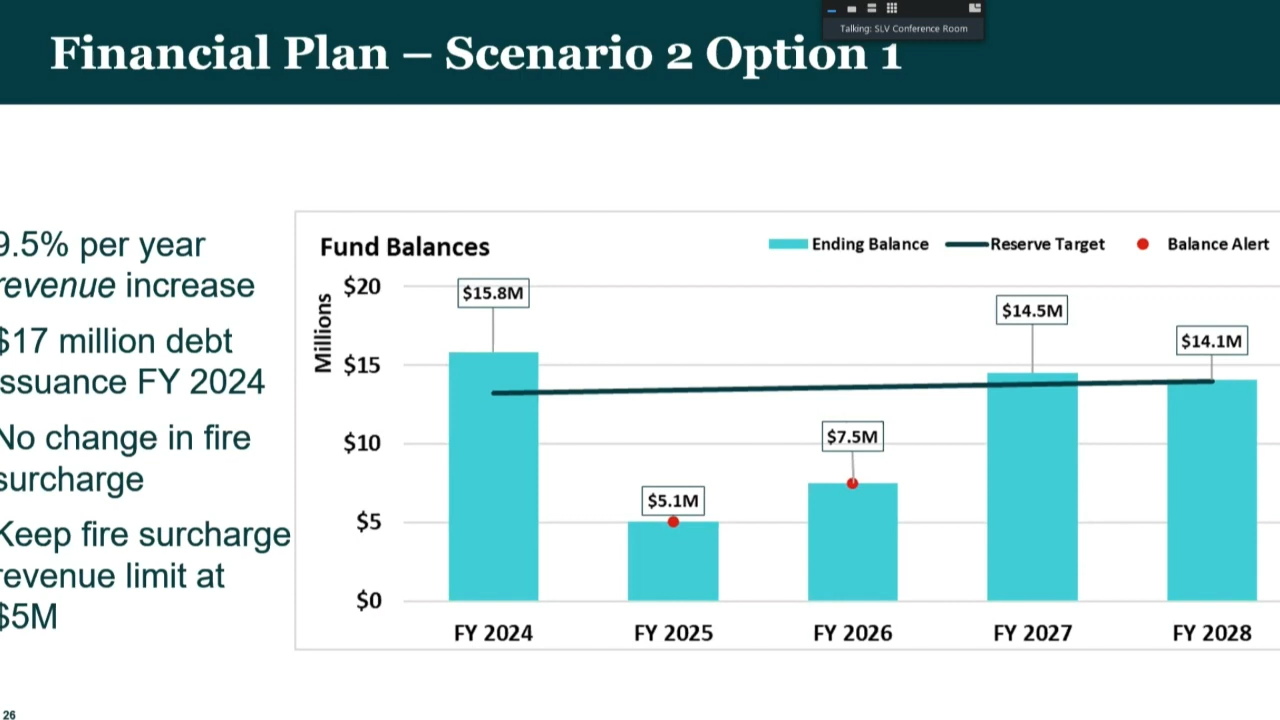 Talking: SLV Conference Room
Financial Plan – Scenario 2 Option 1
9.5% per year
revenue increase
$17 million debt
issuance FY 2024
No change in fire
surcharge
Keep fire surcharge
revenue limit at
$5M
Fund Balances
Ending Balance
Reserve Target
Balance Alert
Millions
$20
$15
$10
$5
$0
$15.8M
$5.1M
$7.5M
$14.5M
$14.1M
FY 2024
FY 2025
FY 2026
FY 2027
FY 2028
26